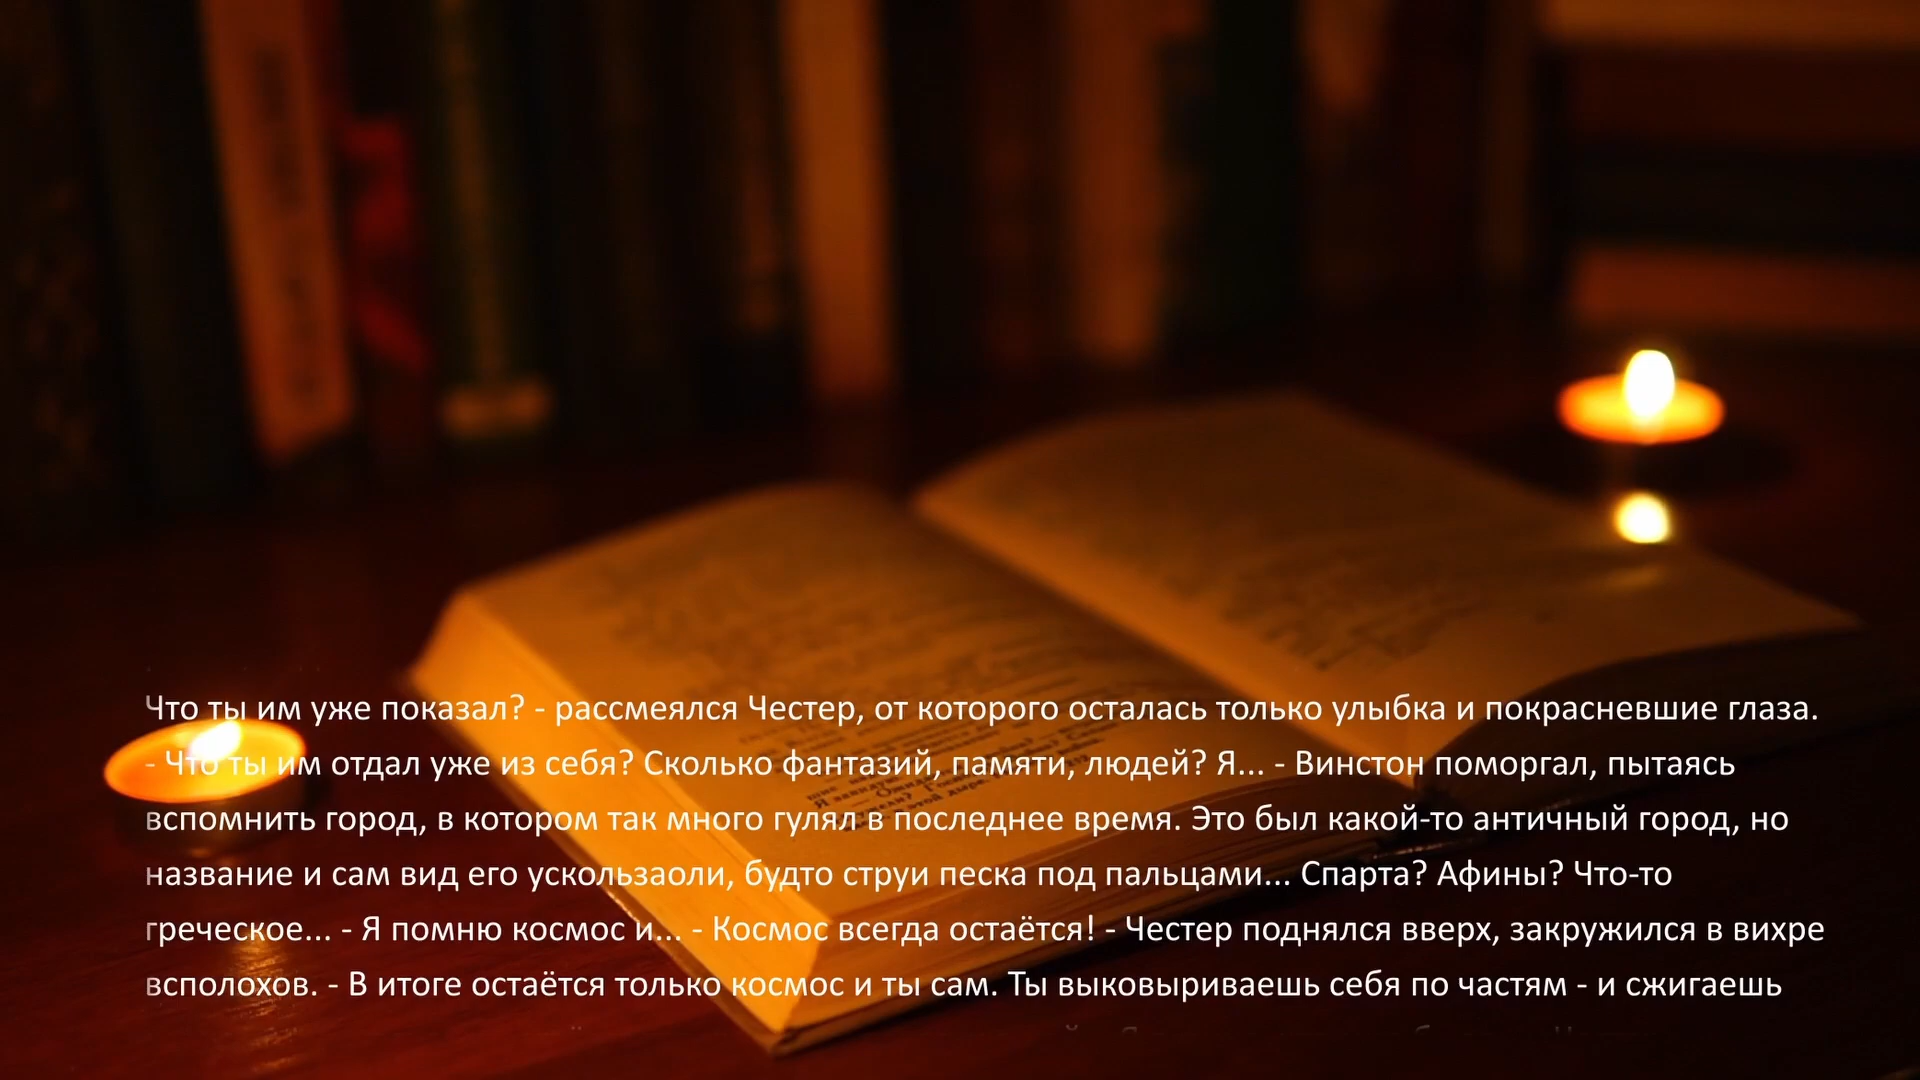 Что ты им уже показал? - рассмеялся Честер, от которого осталась только улыбка и покрасневшие глаза.
- Что ты им отдал уже из себя? Сколько фантазий, памяти, людей? Я... - Винстон поморгал, пытаясь
вспомнить город, в котором так много гулял в последнее время. Это был какой-то античный город, но
название и сам вид его ускользаоли, будто струи песка под пальцами... Спарта? Афины? Что-то
греческое... - Я помню космос и... - Космос всегда остаётся! - Честер поднялся вверх, закружился в вихре
всполохов. - В итоге остаётся только космос и ты сам. Ты выковыриваешь себя по частям - и сжигаешь